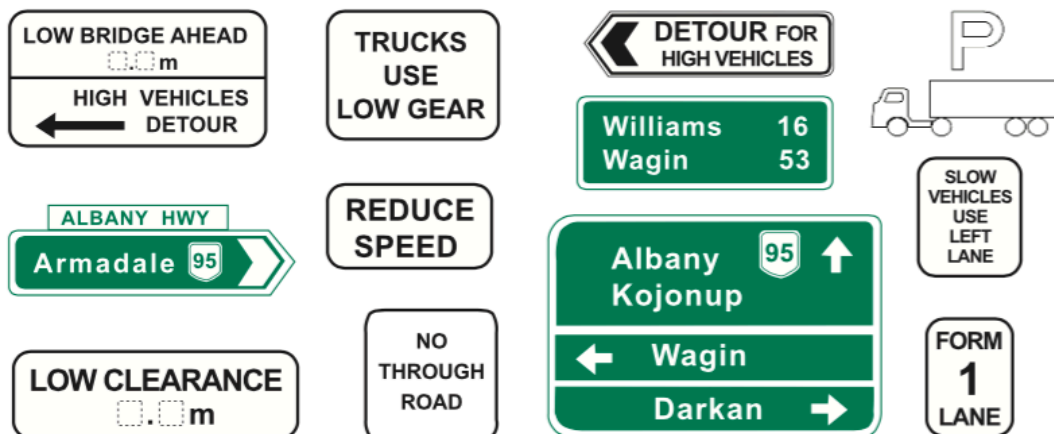 LOW BRIDGE AHEAD
. m
HIGH VEHICLES
DETOUR
TRUCKS
USE
LOW GEAR
DETOUR FOR
HIGH VEHICLES
P
Williams 16
Wagin 53
ALBANY HWY
Armadale 95
REDUCE
SPEED
SLOW
VEHICLES
USE
LEFT
LANE
Albany 95
Kojonup
Wagin
Darkan
LOW CLEARANCE
. m
NO
THROUGH
ROAD
FORM
1
LANE